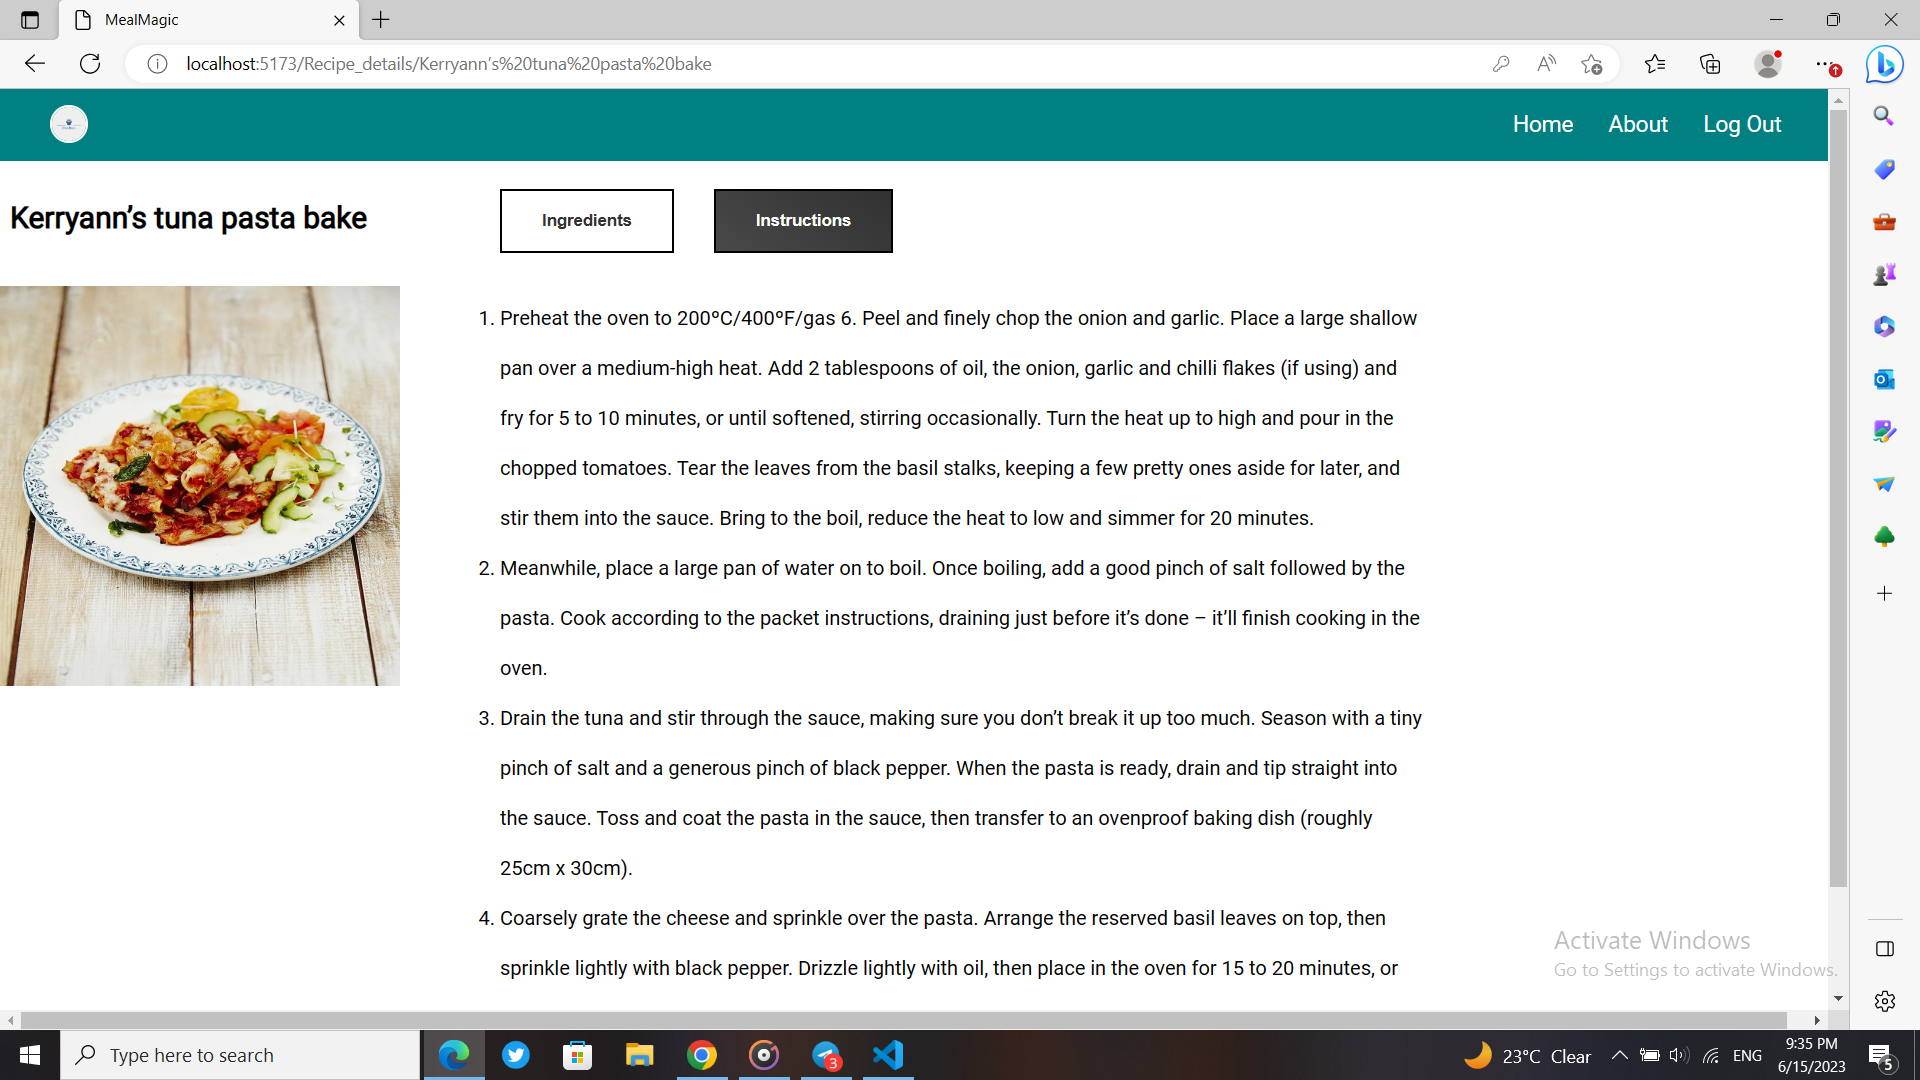 MealMagic
localhost:5173/Recipe_details/Kerryann's%20tuna%20pasta%20bake
Home About Log Out
Kerryann’s tuna pasta bake
Ingredients
Instructions
1. Preheat the oven to 200ºC/400ºF/gas 6. Peel and finely chop the onion and garlic. Place a large shallow
pan over a medium-high heat. Add 2 tablespoons of oil, the onion, garlic and chilli flakes (if using) and
fry for 5 to 10 minutes, or until softened, stirring occasionally. Turn the heat up to high and pour in the
chopped tomatoes. Tear the leaves from the basil stalks, keeping a few pretty ones aside for later, and
stir them into the sauce. Bring to the boil, reduce the heat to low and simmer for 20 minutes.
2. Meanwhile, place a large pan of water on to boil. Once boiling, add a good pinch of salt followed by the
pasta. Cook according to the packet instructions, draining just before it’s done – it’ll finish cooking in the
oven.
3. Drain the tuna and stir through the sauce, making sure you don’t break it up too much. Season with a tiny
pinch of salt and a generous pinch of black pepper. When the pasta is ready, drain and tip straight into
the sauce. Toss and coat the pasta in the sauce, then transfer to an ovenproof baking dish (roughly
25cm x 30cm).
4. Coarsely grate the cheese and sprinkle over the pasta. Arrange the reserved basil leaves on top, then
sprinkle lightly with black pepper. Drizzle lightly with oil, then place in the oven for 15 to 20 minutes, or
Activate Windows
Go to Settings to activate Windows.
Type here to search
3
23°C Clear
ENG
9:35 PM
6/15/2023
5